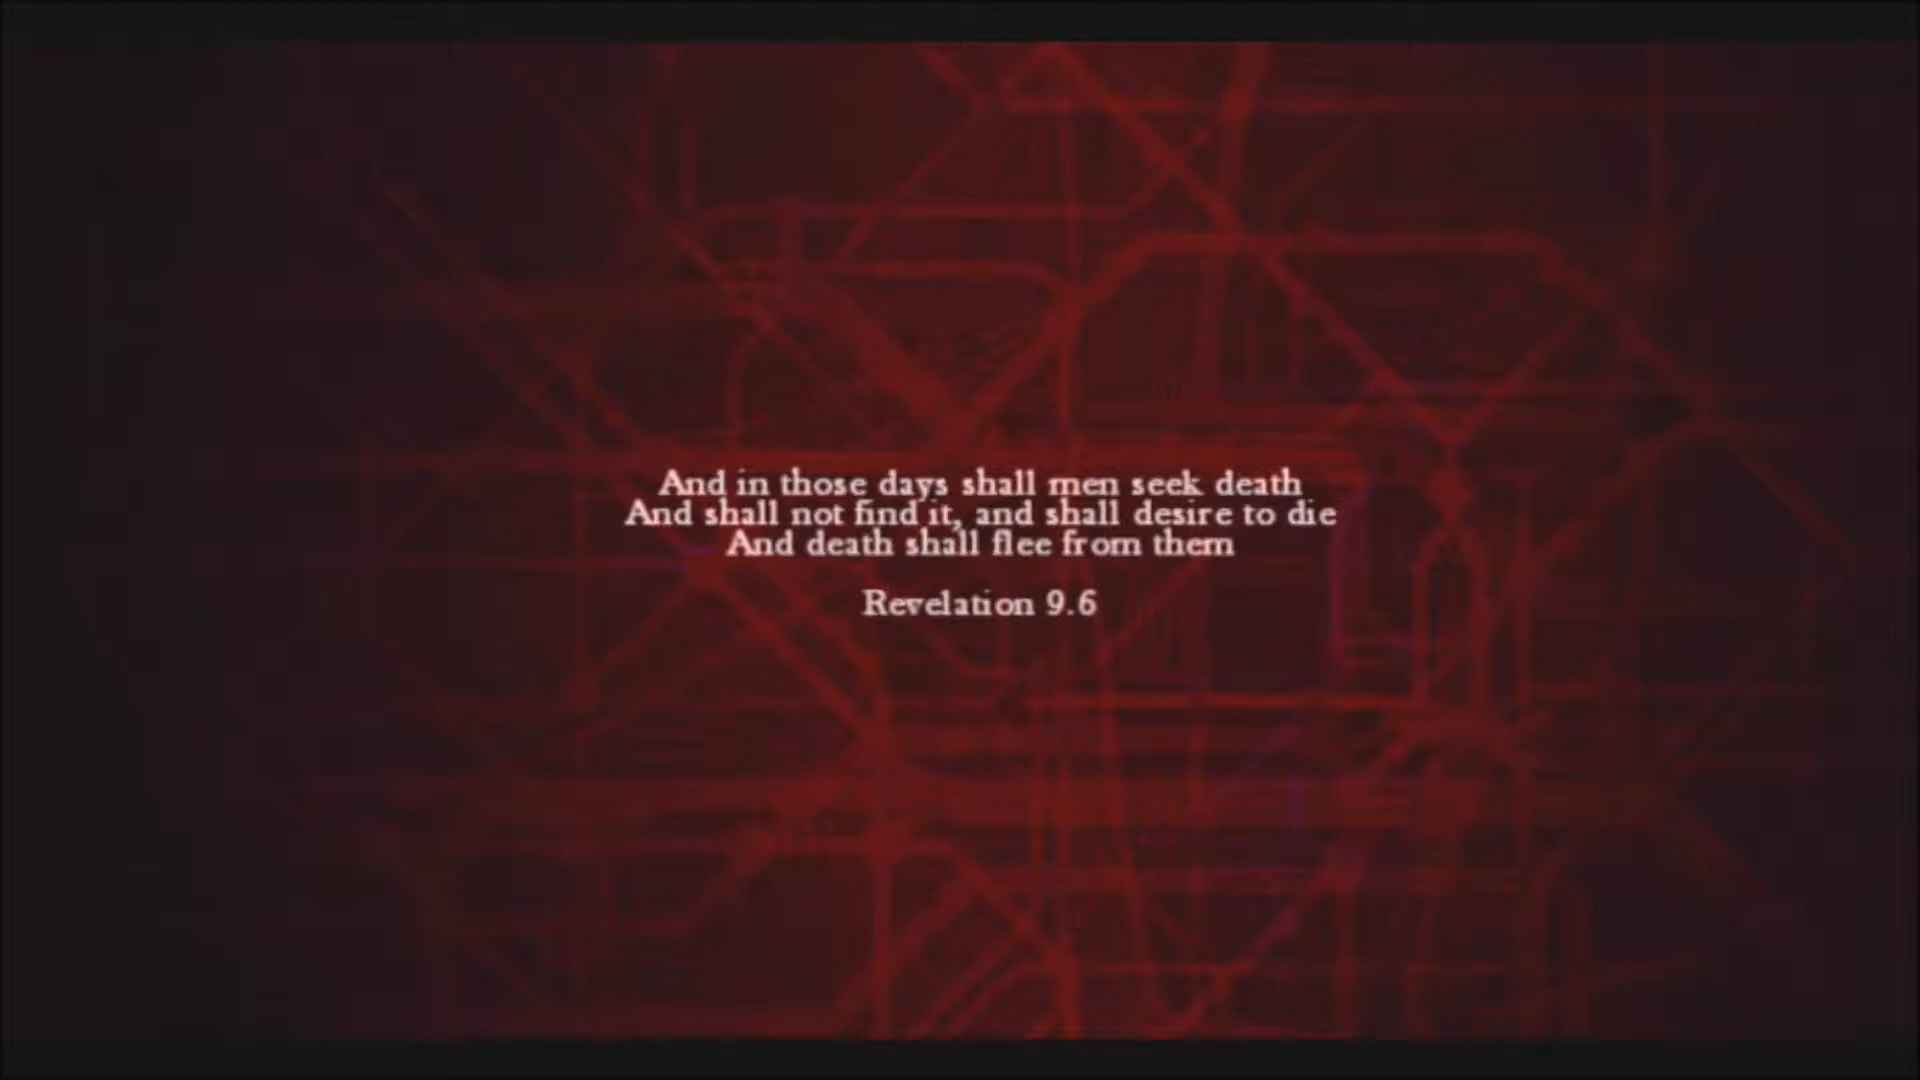 And in those days shall men seek death
And shall not find it, and shall desire to die
And death shall flee from them
Revelation 9.6